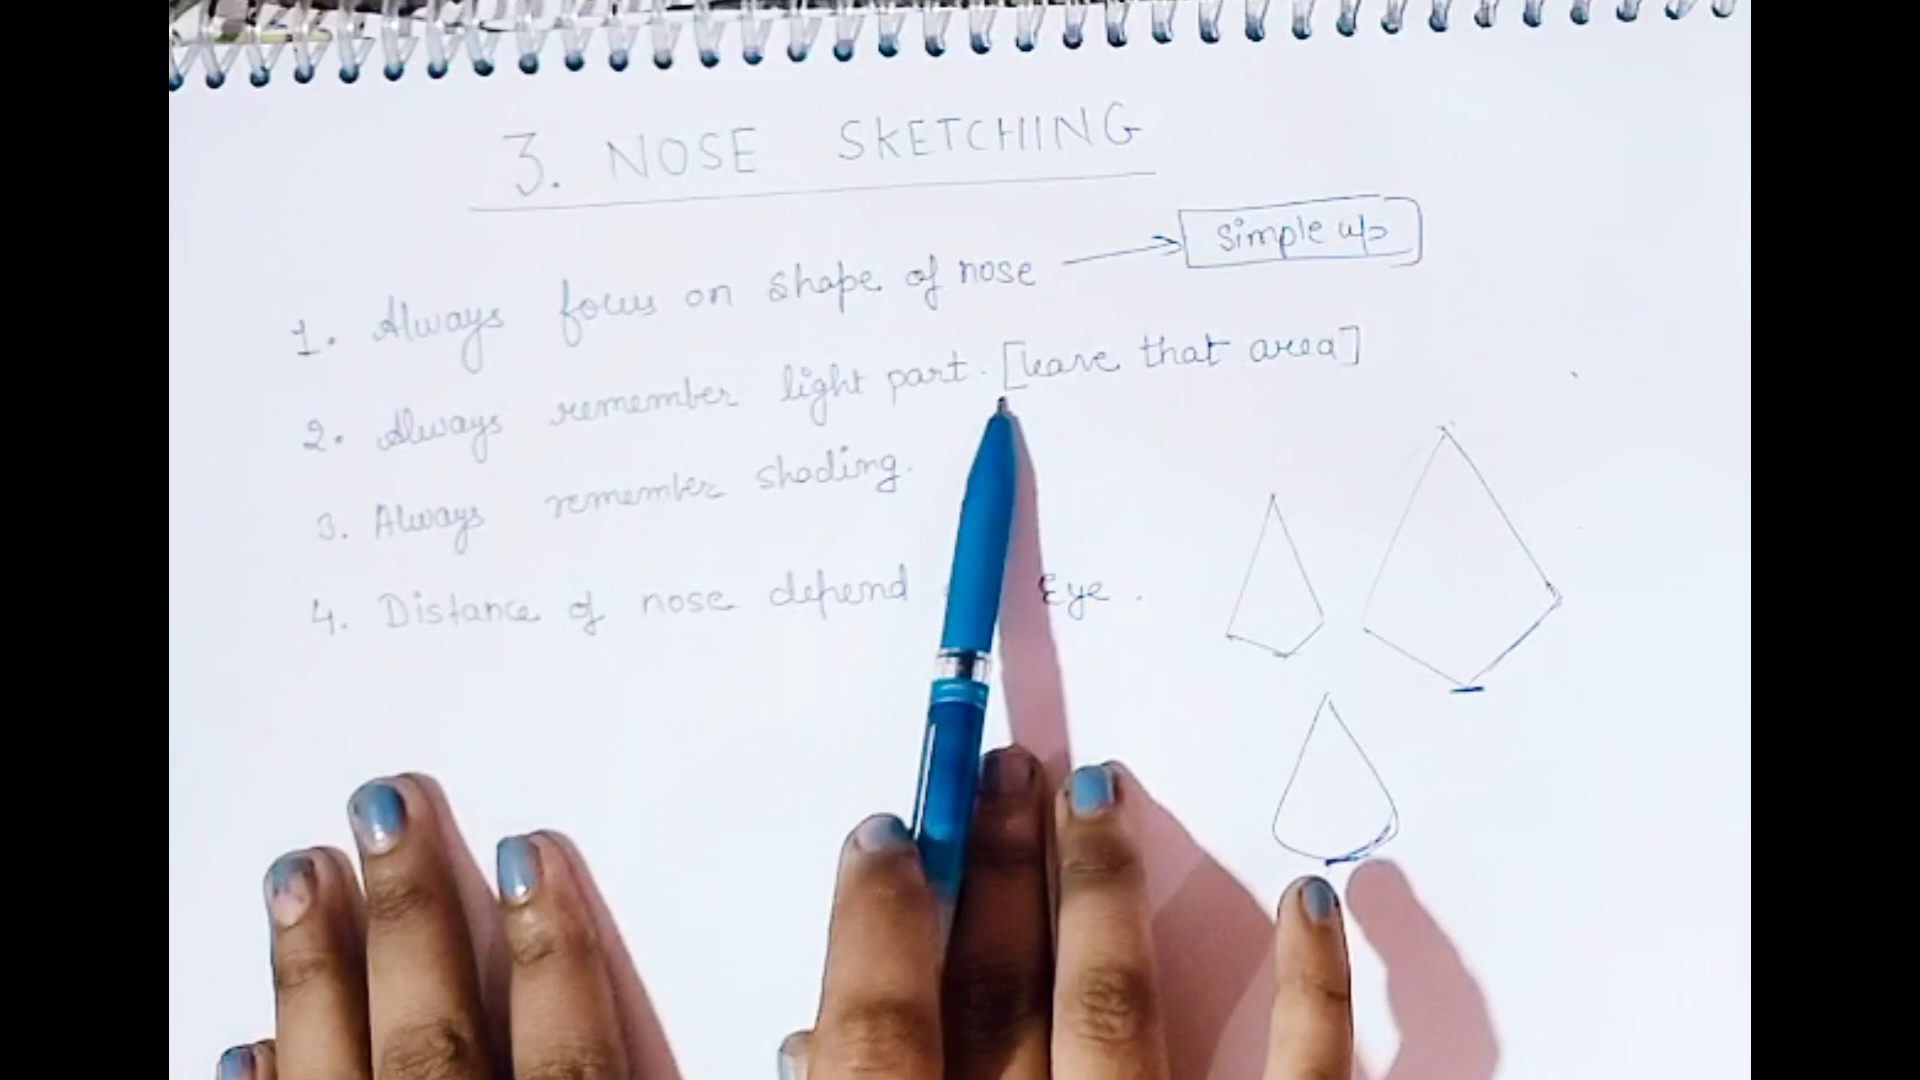 3. NOSE SKETCHING
simple up
1. Always focus on shape of nose
2. Always remember light part. [leave that area]
3. Always remember shading.
4. Distance of nose depend Eye.